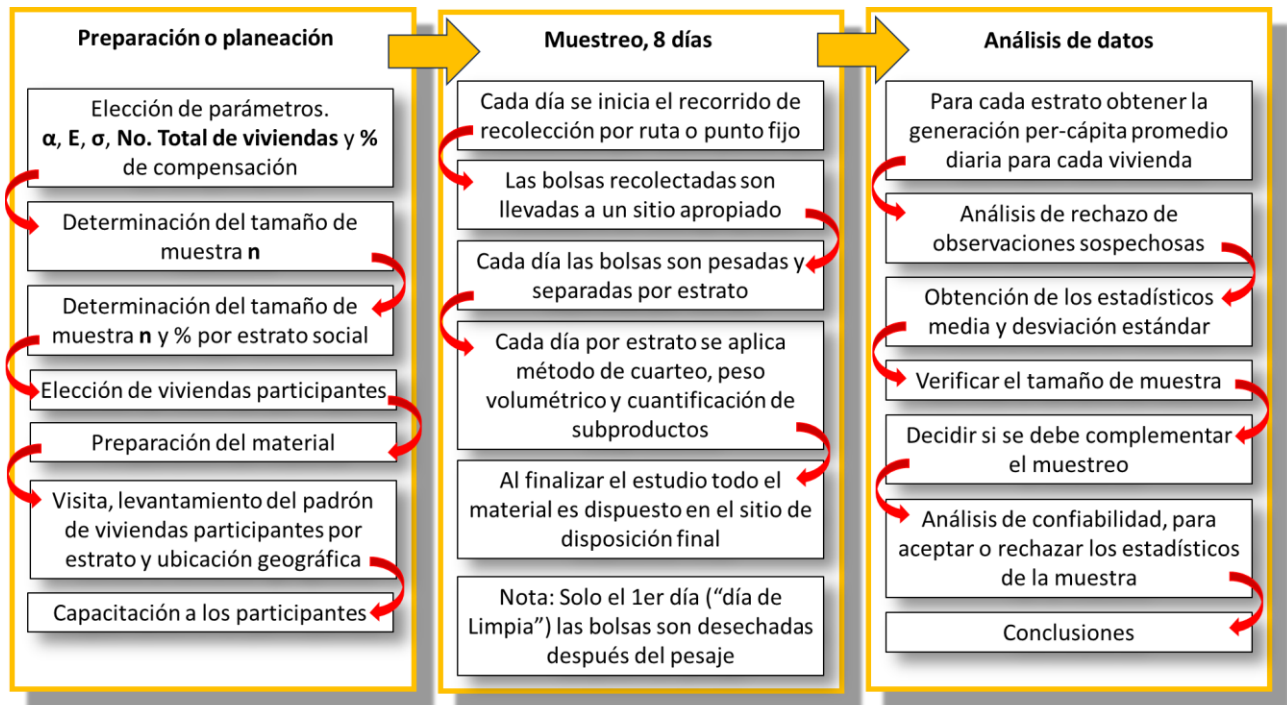 Preparación o planeación
Elección de parámetros.
α, E, σ, No. Total de viviendas y %
de compensación
Determinación del tamaño de
muestra n
Determinación del tamaño de
muestra n y % por estrato social
Elección de viviendas participantes
Preparación del material
Visita, levantamiento del padrón
de viviendas participantes por
estrato y ubicación geográfica
Capacitación a los participantes
Muestreo, 8 días
Cada día se inicia el recorrido de
recolección por ruta o punto fijo
Las bolsas recolectadas son
llevadas a un sitio apropiado
Cada día las bolsas son pesadas y
separadas por estrato
Cada día por estrato se aplica
método de cuarteo, peso
volumétrico y cuantificación de
subproductos
Al finalizar el estudio todo el
material es dispuesto en el sitio de
disposición final
Nota: Solo el 1er día (“día de
Limpia”) las bolsas son desechadas
después del pesaje
Análisis de datos
Para cada estrato obtener la
generación per-cápita promedio
diaria para cada vivienda
Análisis de rechazo de
observaciones sospechosas
Obtención de los estadísticos
media y desviación estándar
Verificar el tamaño de muestra
Decidir si se debe complementar
el muestreo
Análisis de confiabilidad, para
aceptar o rechazar los estadísticos
de la muestra
Conclusiones